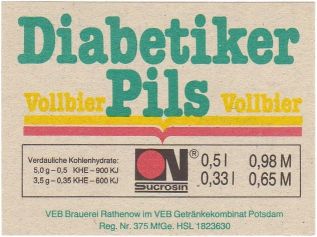 Diabetiker
Vollbier Pils Vollbier
Verdauliche Kohlenhydrate:
5,0 g – 0,5 KHE – 900 KJ
3,5 g – 0,35 KHE – 600 KJ
ON®
Sucrosin
0,5 l 0,98 M
0,33 l 0,65 M
VEB Brauerei Rathenow im VEB Getränkekombinat Potsdam
Reg. Nr. 375 MfGe. HSL 1823630